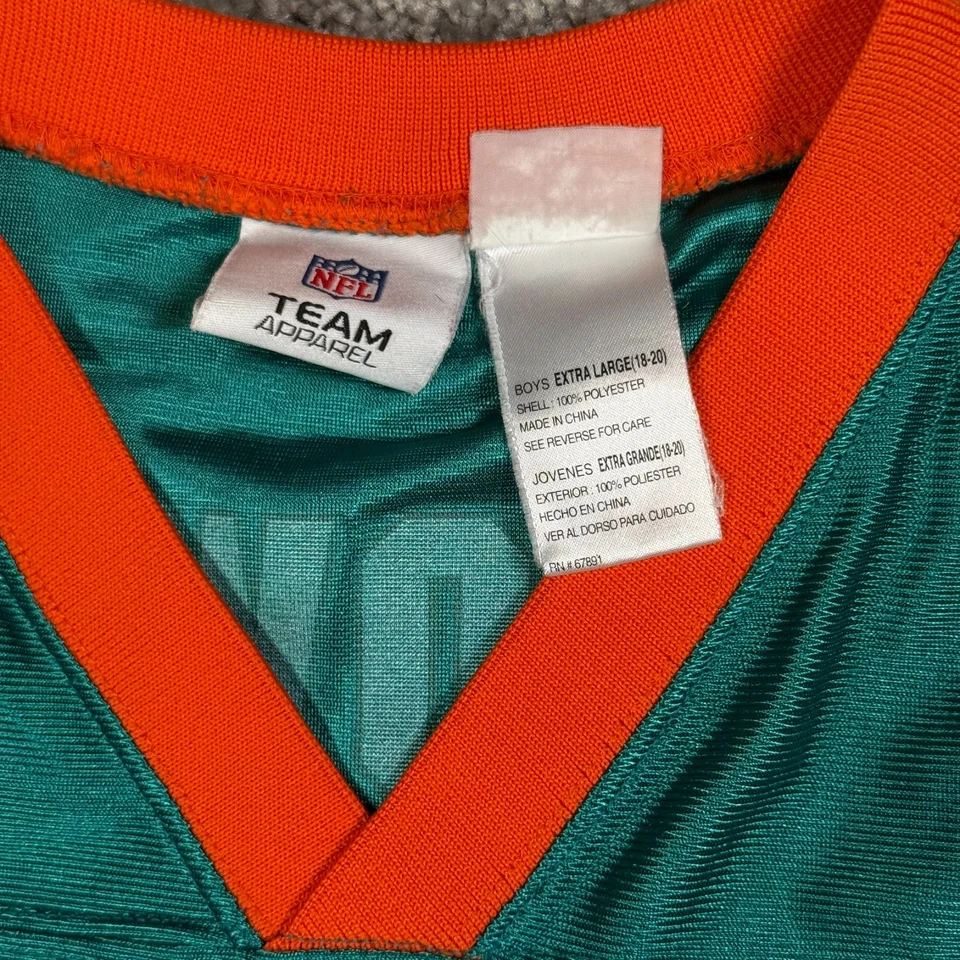 NFL
TEAM
APPAREL
BOYS EXTRA LARGE(18-20)
SHELL : 100% POLYESTER
MADE IN CHINA
SEE REVERSE FOR CARE
JOVENES EXTRA GRANDE(18-20)
EXTERIOR : 100% POLIESTER
HECHO EN CHINA
VER AL DORSO PARA CUIDADO
RN # 67891